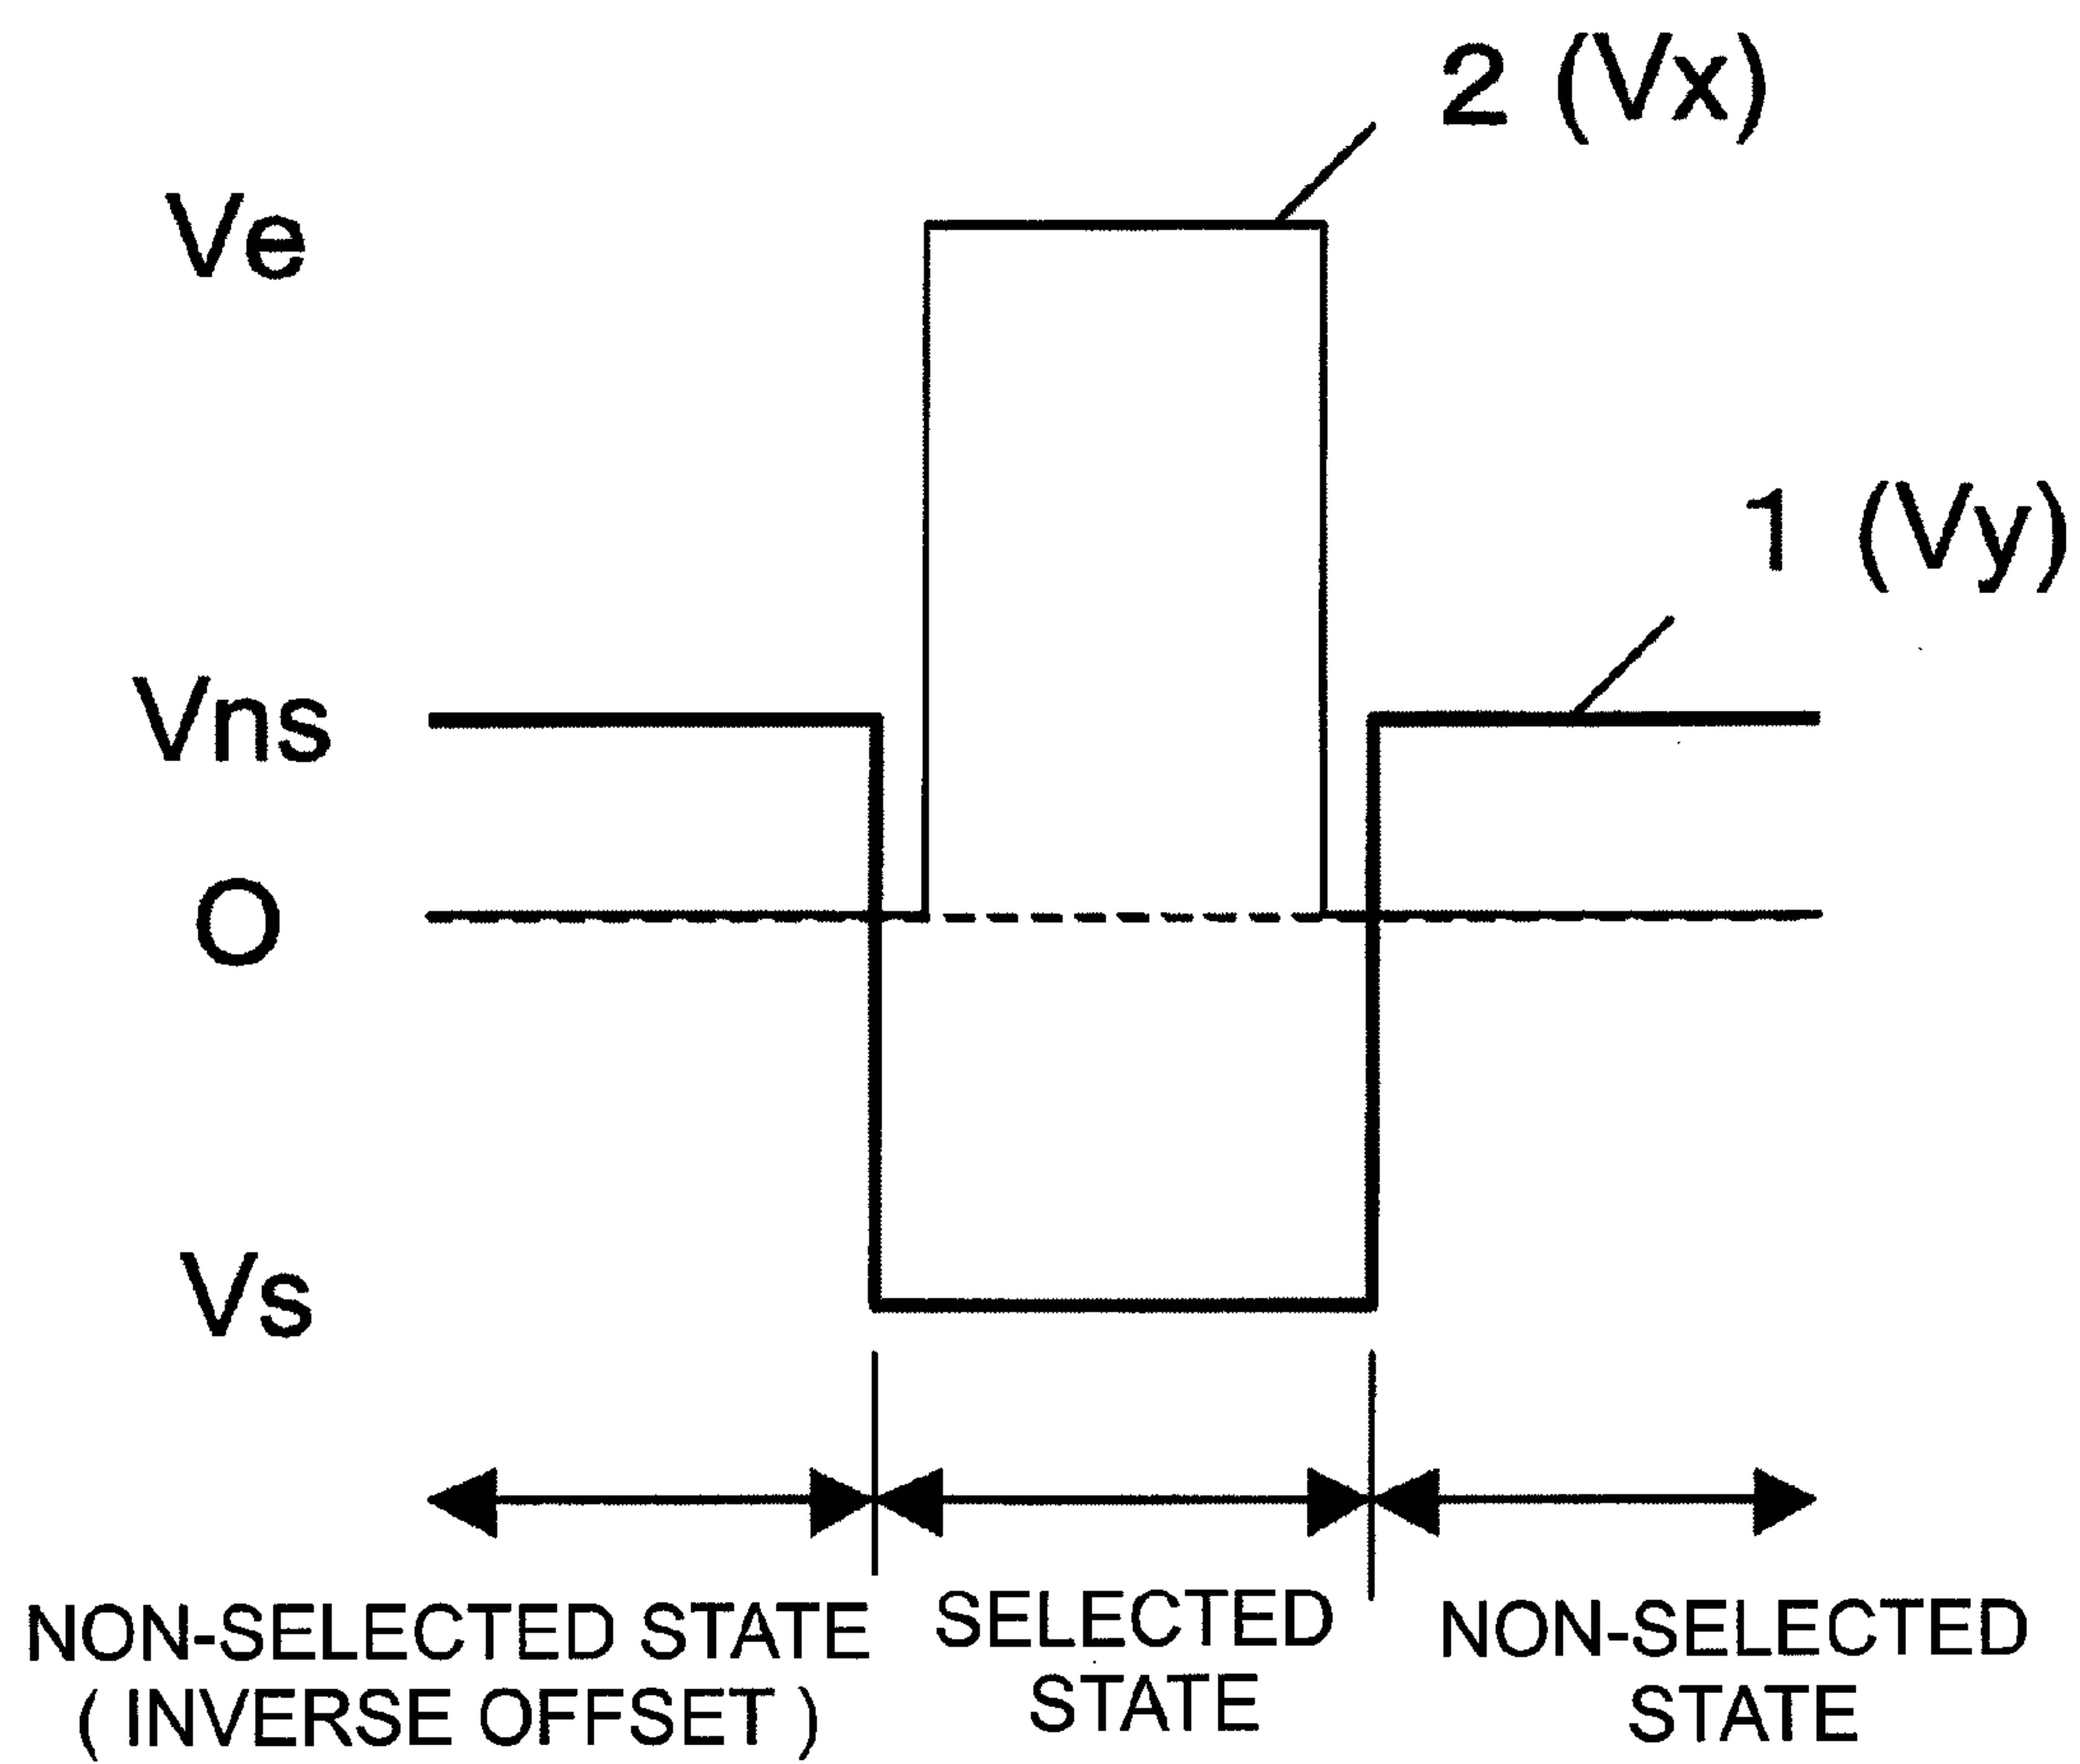 2 (Vx)
Ve
1 (Vy)
Vns
O
Vs
NON-SELECTED STATE
( INVERSE OFFSET )
SELECTED
STATE
NON-SELECTED
STATE